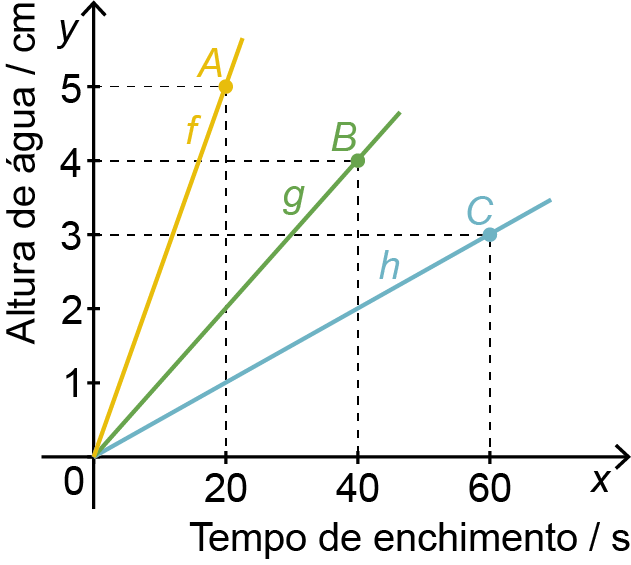 Altura de água / cm
y
5
4
3
2
1
0
A
f
B
g
C
h
20
40
60
x
Tempo de enchimento / s